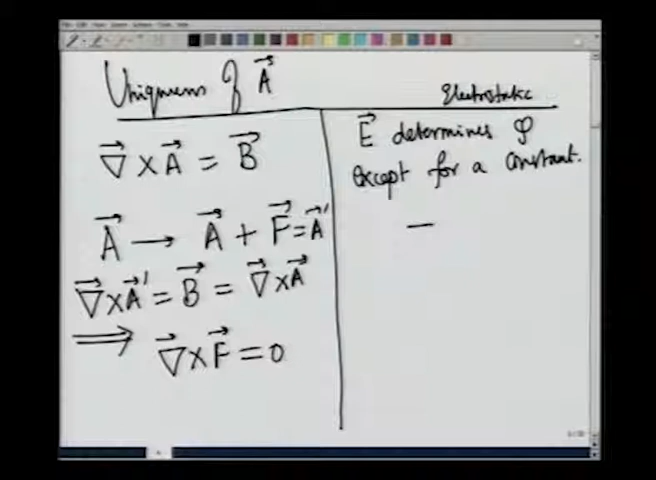 Uniqueness of A⃗
∇⃗ × A⃗ = B⃗
A⃗ → A⃗ + F⃗ = A⃗'
∇⃗ × A⃗' = B⃗ = ∇⃗ × A⃗
⟹ ∇⃗ × F⃗ = 0
Electrostatic
E⃗ determines φ
except for a constant.
—